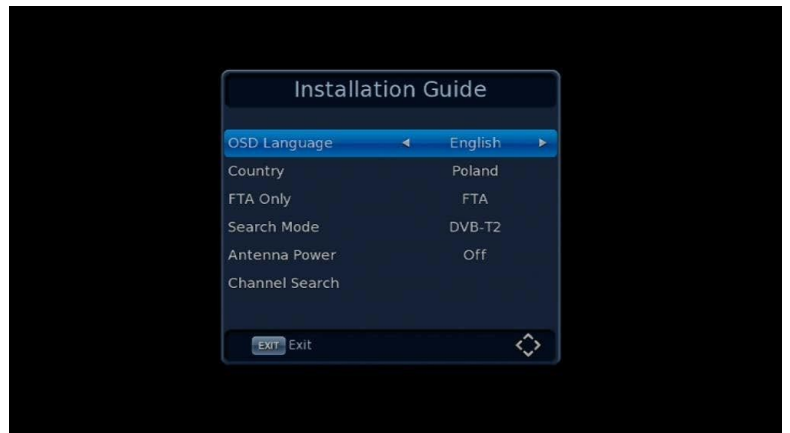 Installation Guide
OSD Language English
Country Poland
FTA Only FTA
Search Mode DVB-T2
Antenna Power Off
Channel Search
EXIT Exit